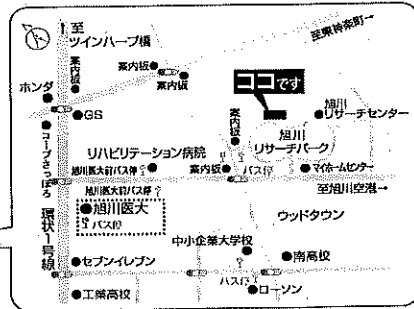 至
ツインハープ橋
至東神楽町→
案内板
案内板
案内板
ココです
ホンダ
GS
案内板
旭川
リサーチセンター
旭川
リサーチパーク
コープさっぽろ
リハビリテーション病院
旭川医大前バス停
案内板
バス停
マイホームセンター
至旭川空港→
旭川医大前バス停
旭川医大
バス停
環状1号線
ウッドタウン
中小企業大学校
セブンイレブン
南高校
バス停
工業高校
ローソン